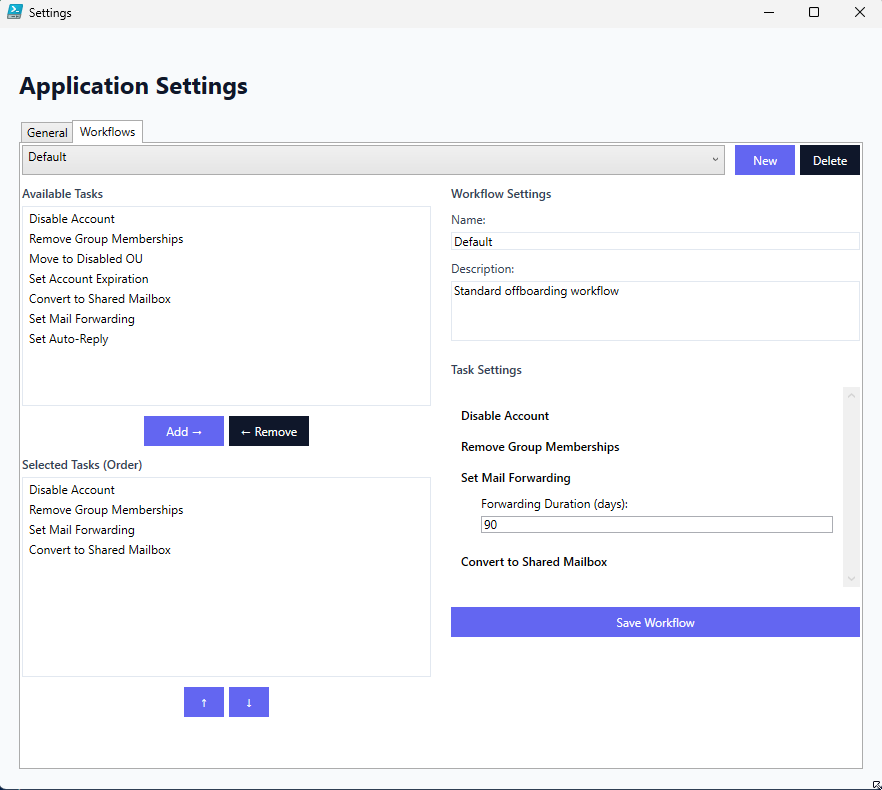 Settings
Application Settings
General Workflows
Default New Delete
Available Tasks
Disable Account
Remove Group Memberships
Move to Disabled OU
Set Account Expiration
Convert to Shared Mailbox
Set Mail Forwarding
Set Auto-Reply
Add → ← Remove
Selected Tasks (Order)
Disable Account
Remove Group Memberships
Set Mail Forwarding
Convert to Shared Mailbox
↑ ↓
Workflow Settings
Name:
Default
Description:
Standard offboarding workflow
Task Settings
Disable Account
Remove Group Memberships
Set Mail Forwarding
Forwarding Duration (days):
90
Convert to Shared Mailbox
Save Workflow